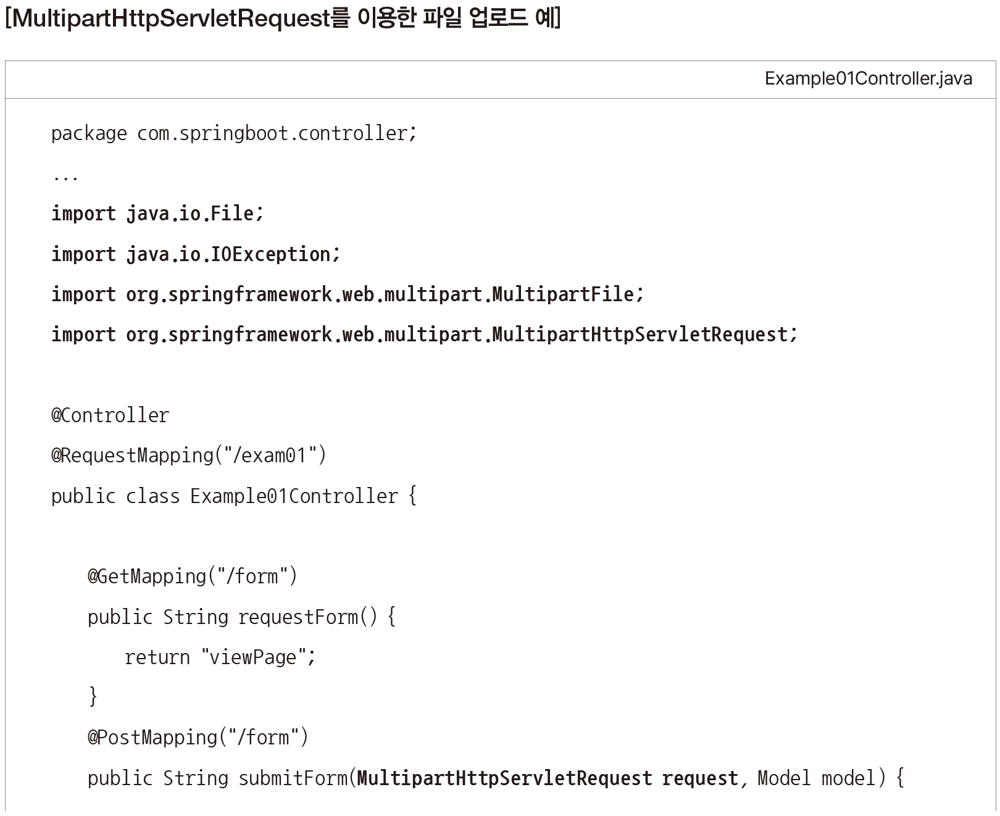 [MultipartHttpServletRequest를 이용한 파일 업로드 예]
Example01Controller.java
package com.springboot.controller;
...
import java.io.File;
import java.io.IOException;
import org.springframework.web.multipart.MultipartFile;
import org.springframework.web.multipart.MultipartHttpServletRequest;
@Controller
@RequestMapping("/exam01")
public class Example01Controller {
@GetMapping("/form")
public String requestForm() {
return "viewPage";
}
@PostMapping("/form")
public String submitForm(MultipartHttpServletRequest request, Model model) {